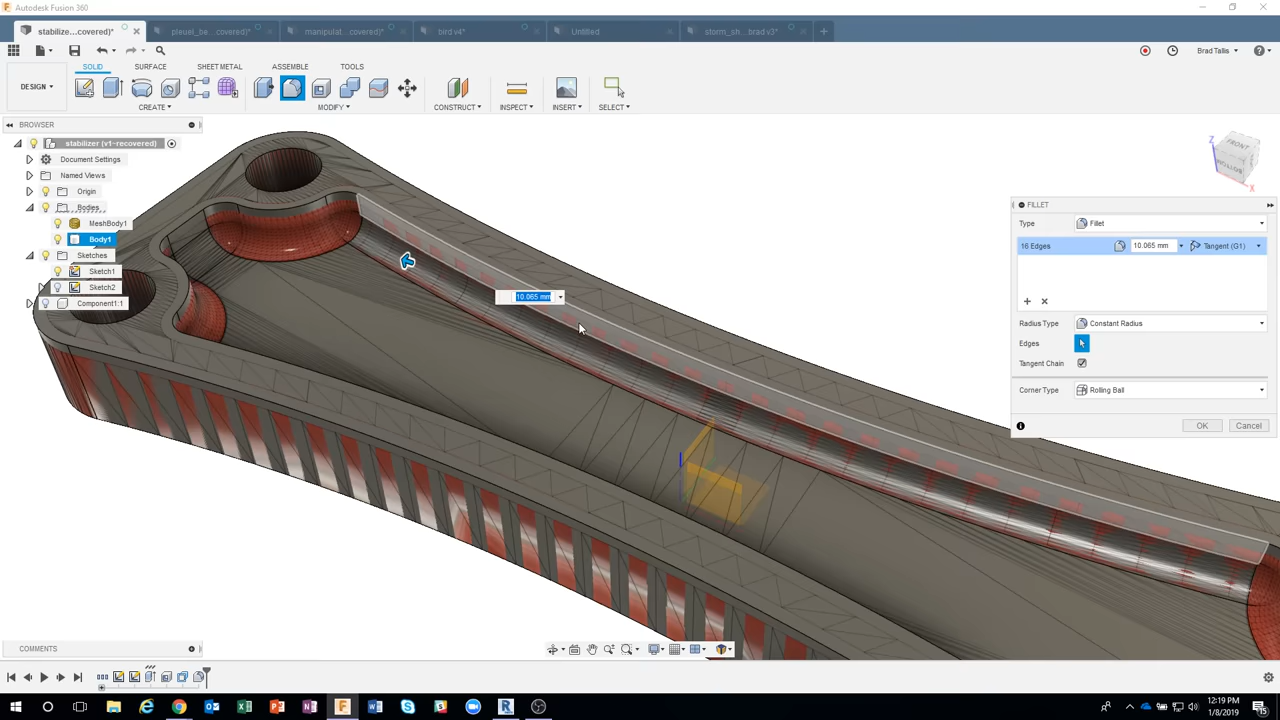 Autodesk Fusion 360
stabilize...covered)*
pleuel_be...covered)*
manipulat...covered)*
bird v4*
Untitled
storm_sh...brad v3*
Brad Tallis
SOLID
SURFACE
SHEET METAL
ASSEMBLE
TOOLS
DESIGN
CREATE
MODIFY
CONSTRUCT
INSPECT
INSERT
SELECT
BROWSER
stabilizer (v1-recovered)
Document Settings
Named Views
Origin
Bodies
MeshBody1
Body1
Sketches
Sketch1
Sketch2
Component1:1
Z
FRONT
BOTTOM
X
10.065 mm
FILLET
Type
Fillet
16 Edges
10.065 mm
Tangent (G1)
Radius Type
Constant Radius
Edges
Tangent Chain
Corner Type
Rolling Ball
OK
Cancel
COMMENTS
12:19 PM
1/8/2019
15